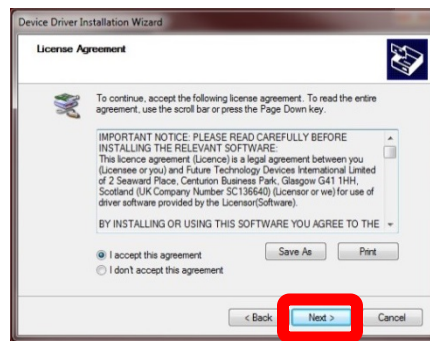 Device Driver Installation Wizard
License Agreement
To continue, accept the following license agreement. To read the entire
agreement, use the scroll bar or press the Page Down key.
IMPORTANT NOTICE: PLEASE READ CAREFULLY BEFORE
INSTALLING THE RELEVANT SOFTWARE:
This licence agreement (Licence) is a legal agreement between you
(Licensee or you) and Future Technology Devices International Limited
of 2 Seaward Place, Centurion Business Park, Glasgow G41 1HH,
Scotland (UK Company Number SC136640) (Licensor or we) for use of
driver software provided by the Licensor(Software).
BY INSTALLING OR USING THIS SOFTWARE YOU AGREE TO THE
I accept this agreement
Save As
Print
I don't accept this agreement
< Back
Next >
Cancel